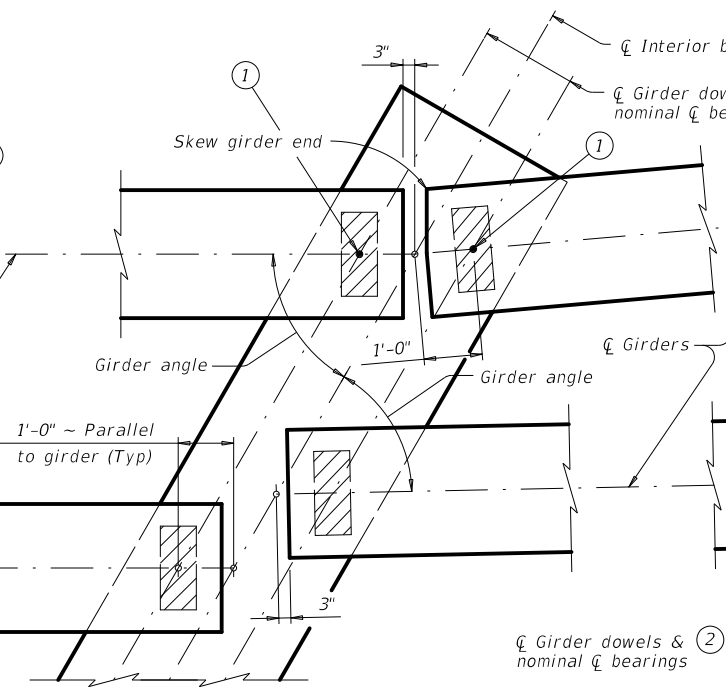 ℄ Interior b
3"
1
℄ Girder dow
nominal ℄ be
Skew girder end
1
1'-0"
℄ Girders
Girder angle
Girder angle
1'-0" ~ Parallel
to girder (Typ)
3"
℄ Girder dowels & 2
nominal ℄ bearings